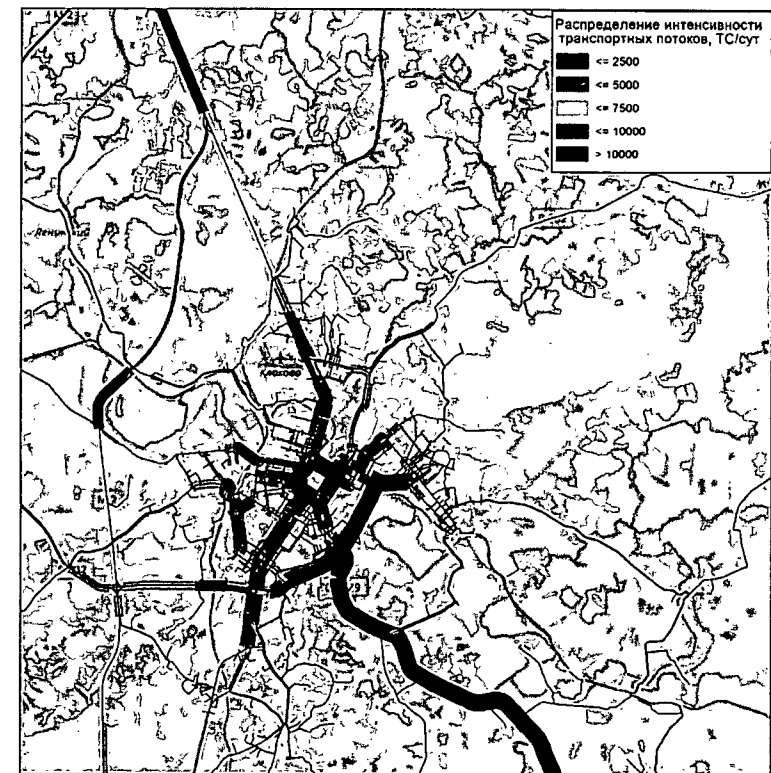 Распределение интенсивности
транспортных потоков, ТС/сут
<= 2500
<= 5000
<= 7500
<= 10000
> 10000